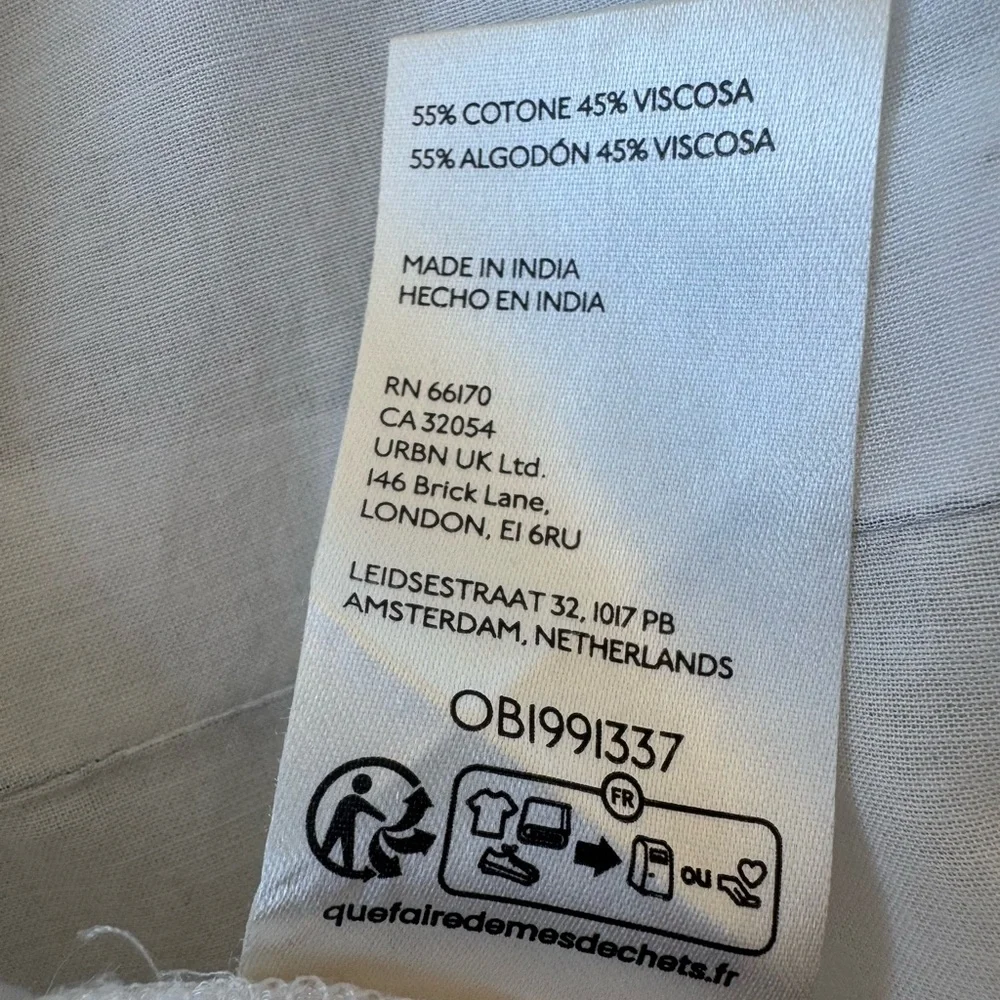 55% COTONE 45% VISCOSA
55% ALGODÓN 45% VISCOSA
MADE IN INDIA
HECHO EN INDIA
RN 66170
CA 32054
URBN UK Ltd.
146 Brick Lane,
LONDON, E1 6RU
LEIDSESTRAAT 32, 1017 PB
AMSTERDAM, NETHERLANDS
OB1991337
FR
ou
quefairedemesdechets.fr